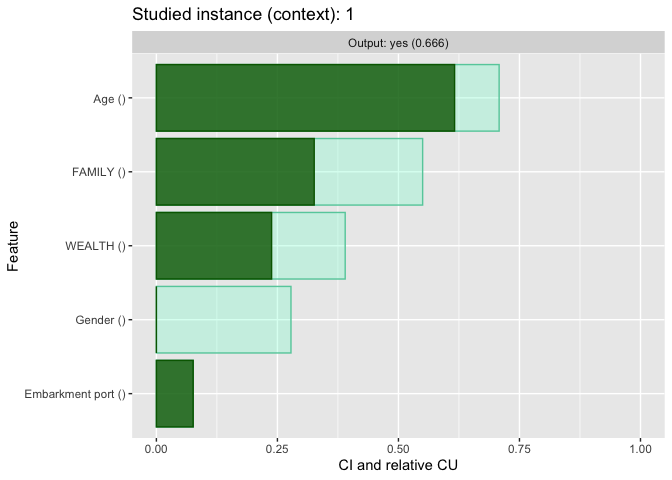 Studied instance (context): 1
Output: yes (0.666)
Feature
Age ()
FAMILY ()
WEALTH ()
Gender ()
Embarkment port ()
0.00 0.25 0.50 0.75 1.00
CI and relative CU